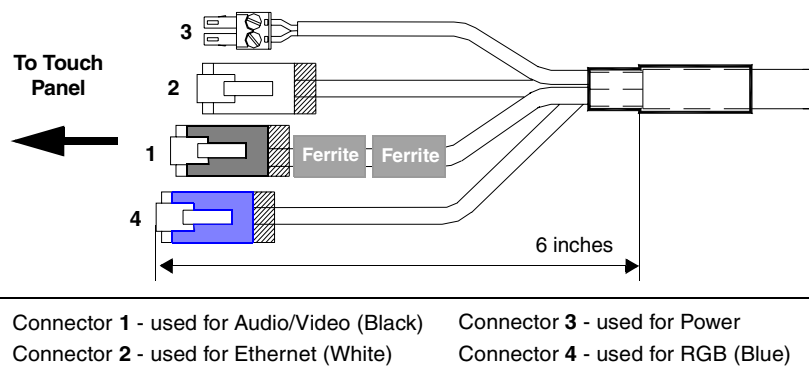 3
To Touch
Panel
2
1
Ferrite Ferrite
4
6 inches
Connector 1 - used for Audio/Video (Black)
Connector 3 - used for Power
Connector 2 - used for Ethernet (White)
Connector 4 - used for RGB (Blue)